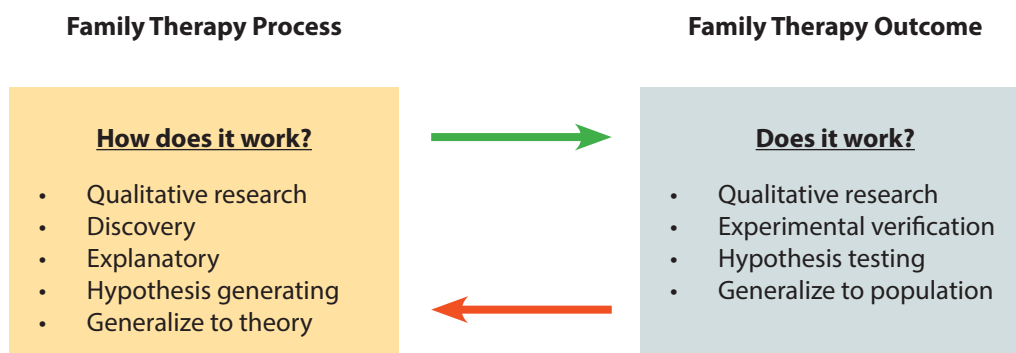 Family Therapy Process
Family Therapy Outcome
How does it work?
• Qualitative research
• Discovery
• Explanatory
• Hypothesis generating
• Generalize to theory
Does it work?
• Qualitative research
• Experimental verification
• Hypothesis testing
• Generalize to population